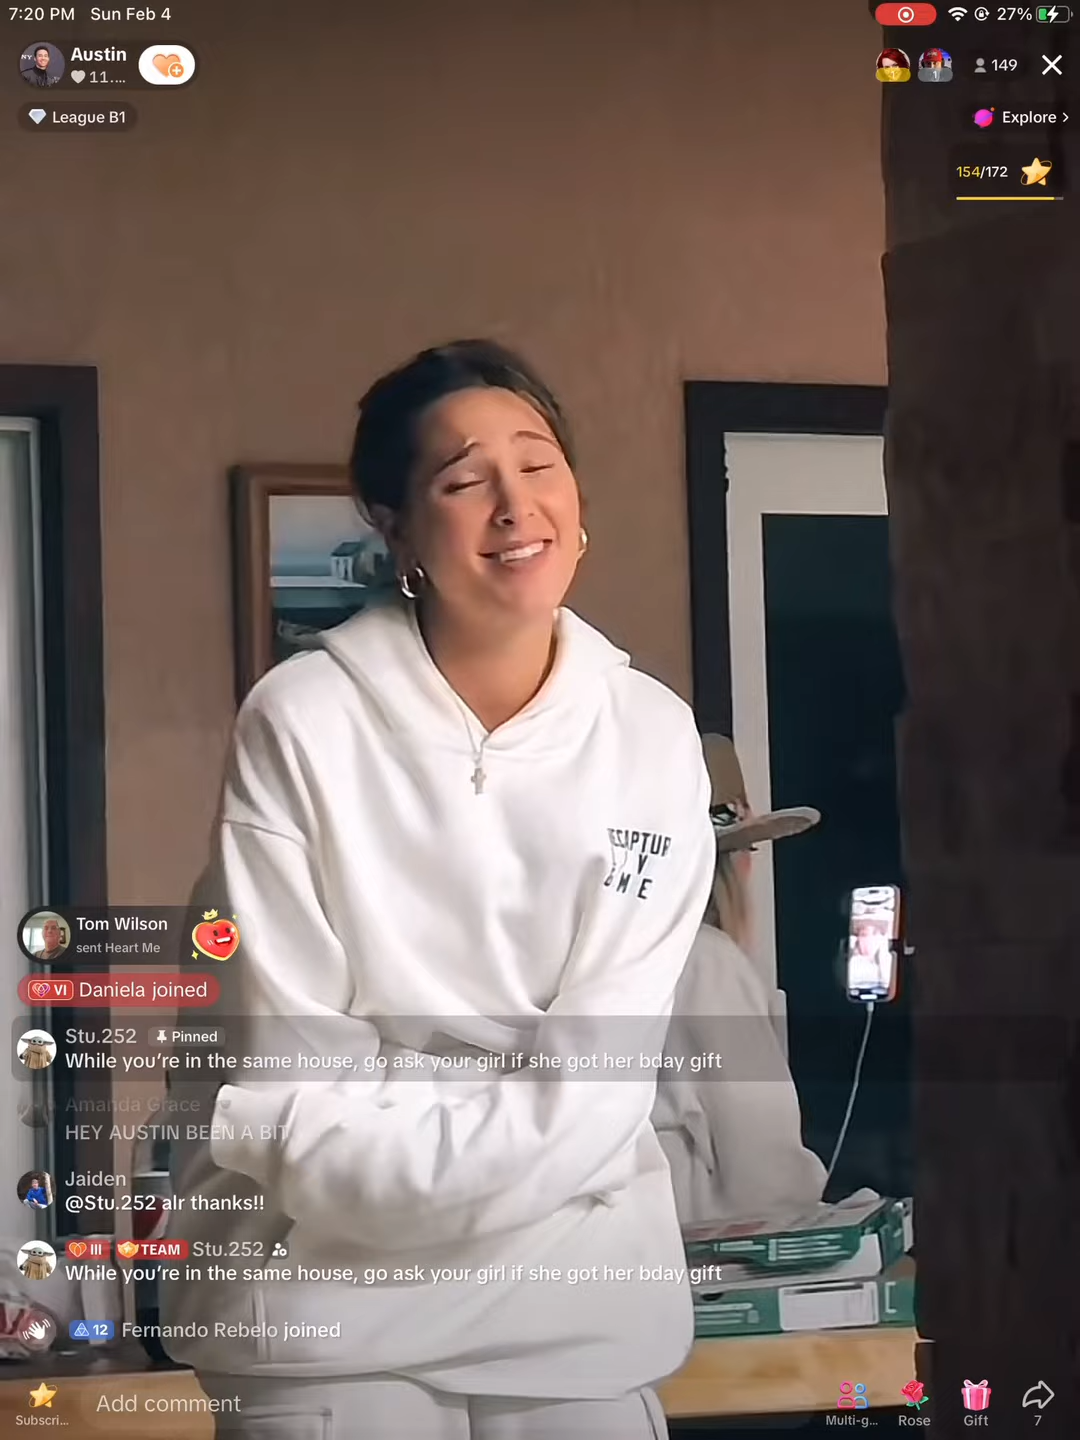 7:20 PM Sun Feb 4
27%
Austin
11....
149
League B1
Explore >
154/172
V
Tom Wilson
sent Heart Me
VI Daniela joined
Stu.252 Pinned
While you're in the same house, go ask your girl if she got her bday gift
Amanda Grace
HEY AUSTIN BEEN A BIT
Jaiden
@Stu.252 alr thanks!!
III TEAM Stu.252
While you're in the same house, go ask your girl if she got her bday gift
12 Fernando Rebelo joined
Subscri...
Add comment
Multi-g...
Rose
Gift
7